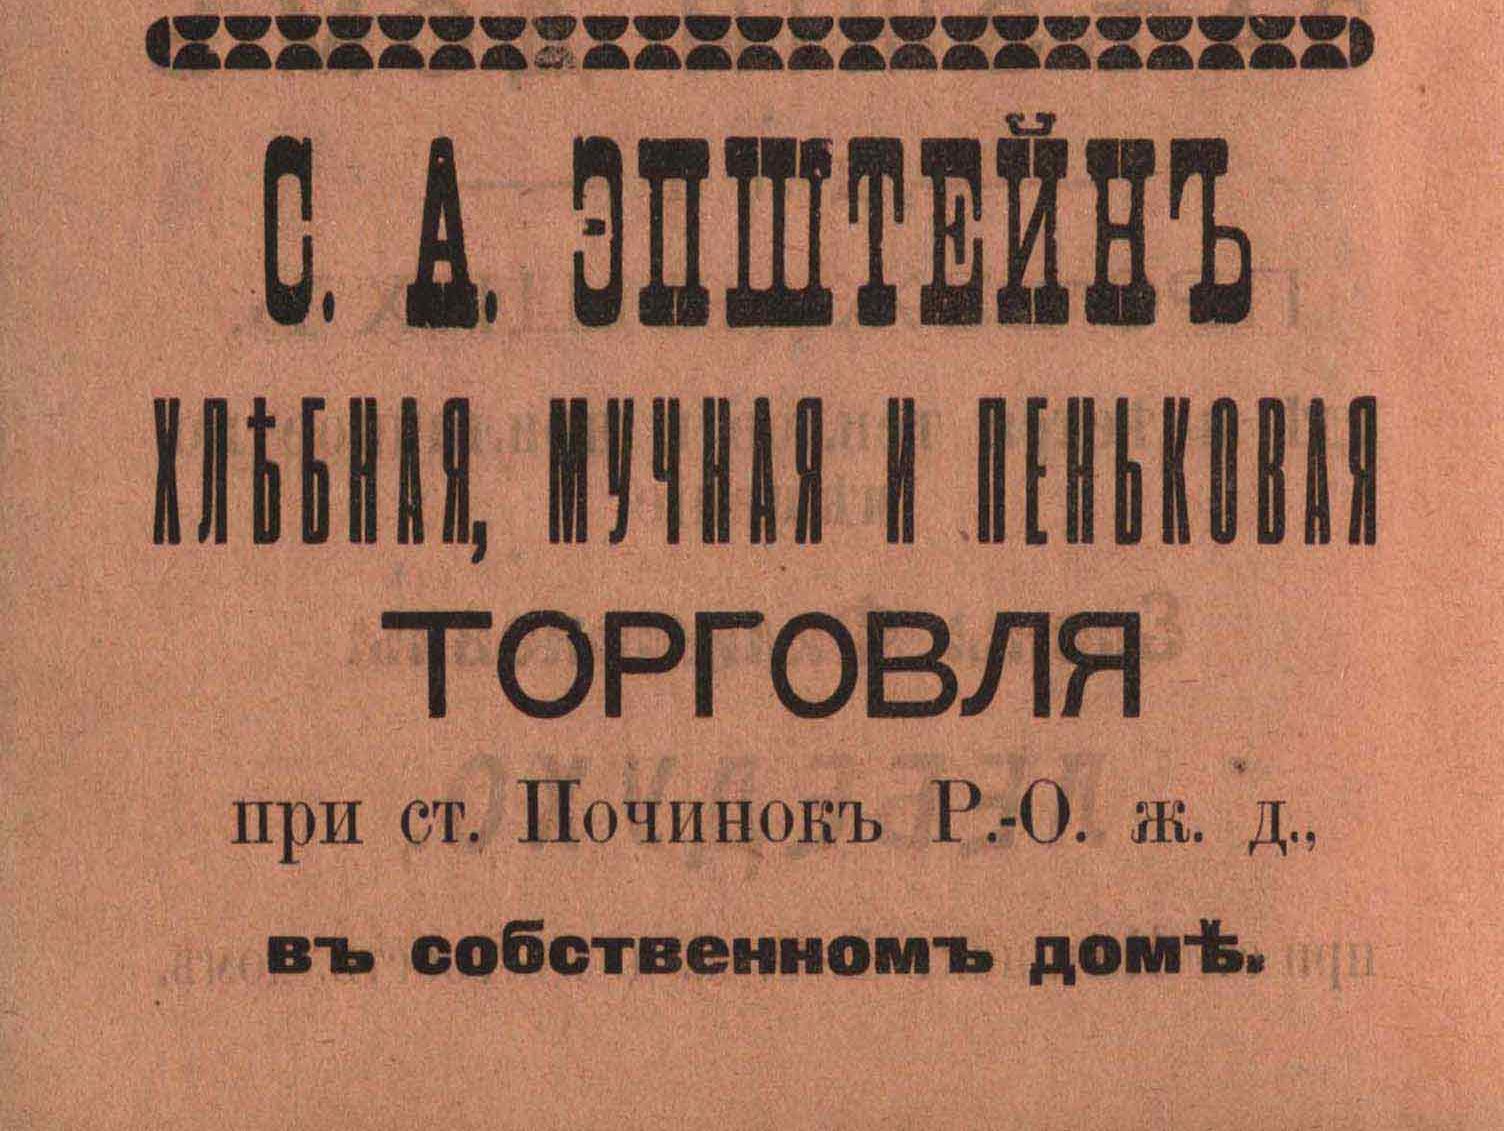 С. А. ЭПШТЕЙНЪ
ХЛѢБНАЯ, МУЧНАЯ И ПЕНЬКОВАЯ
ТОРГОВЛЯ
при ст. Починокъ Р.-О. ж. д.,
въ собственномъ домѣ.